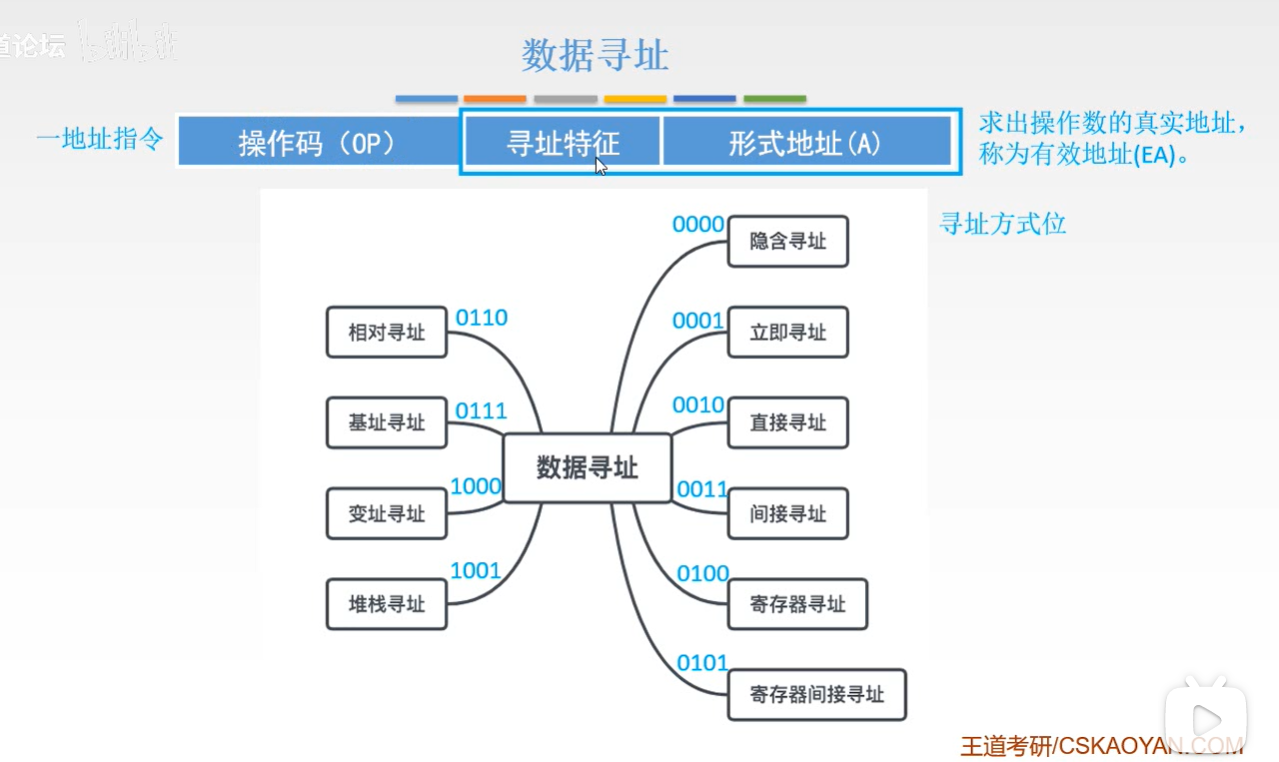 道论坛
数据寻址
一地址指令
操作码（OP）
寻址特征
形式地址(A)
求出操作数的真实地址，
称为有效地址(EA)。
寻址方式位
0000
隐含寻址
0001
立即寻址
0010
直接寻址
0011
间接寻址
0100
寄存器寻址
0101
寄存器间接寻址
0110
相对寻址
0111
基址寻址
1000
变址寻址
1001
堆栈寻址
数据寻址
王道考研/CSKAOYAN.COM